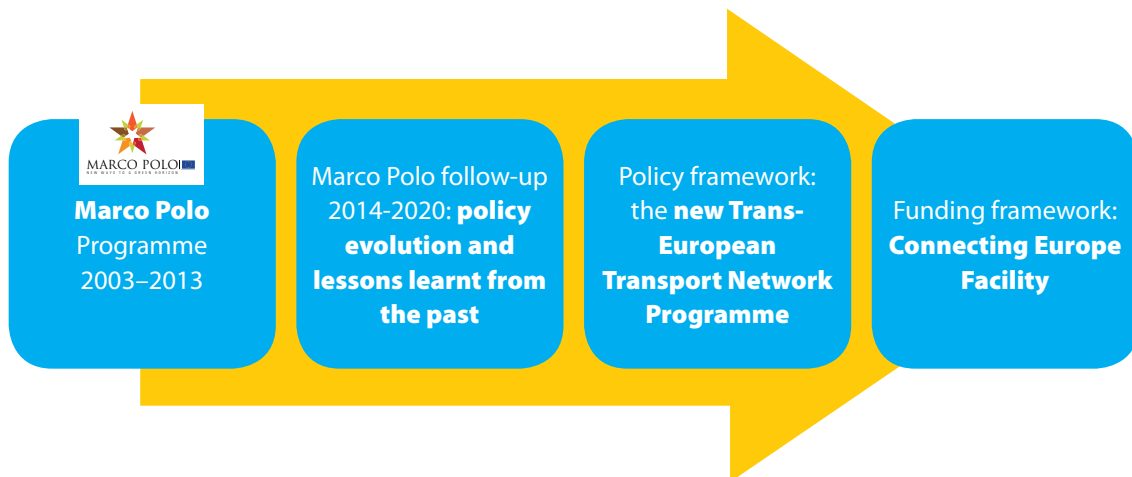 MARCO POLO
NEW WAYS TO A GREEN HORIZON
Marco Polo
Programme
2003–2013
Marco Polo follow-up
2014-2020: policy
evolution and
lessons learnt from
the past
Policy framework:
the new Trans-
European
Transport Network
Programme
Funding framework:
Connecting Europe
Facility